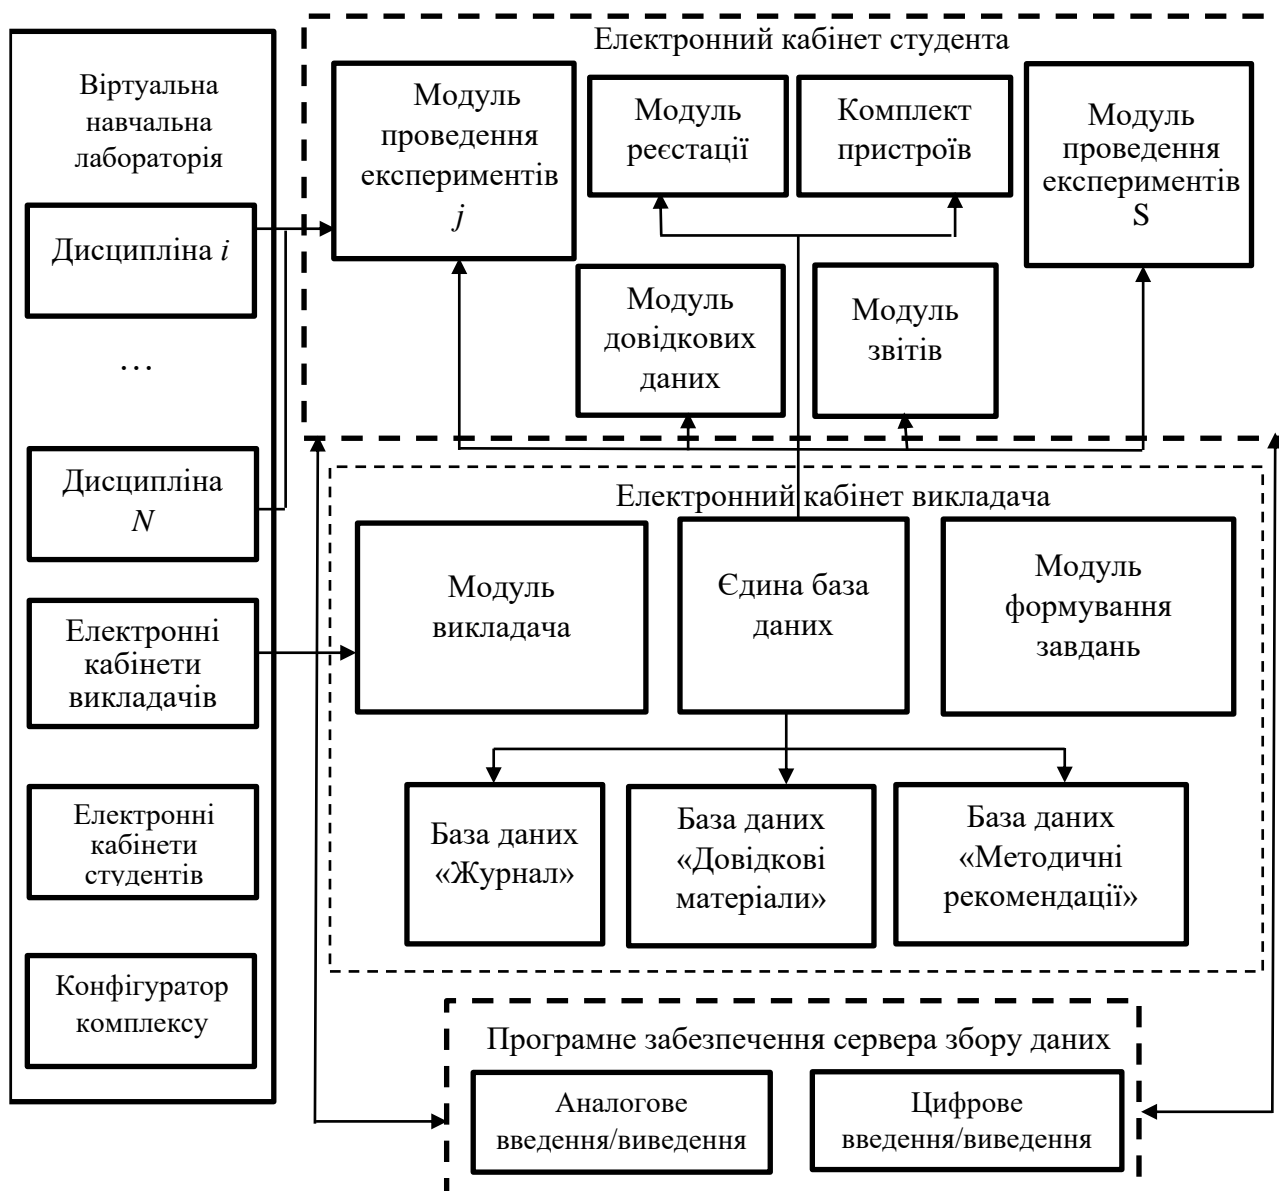 Віртуальна
навчальна
лабораторія
Дисципліна i
…
Дисципліна
N
Електронні
кабінети
викладачів
Електронні
кабінети
студентів
Конфігуратор
комплексу
Електронний кабінет студента
Модуль
проведення
експериментів
j
Модуль
реєстації
Комплект
пристроїв
Модуль
проведення
експериментів
S
Модуль
довідкових
даних
Модуль
звітів
Електронний кабінет викладача
Модуль
викладача
Єдина база
даних
Модуль
формування
завдань
База даних
«Журнал»
База даних
«Довідкові
матеріали»
База даних
«Методичні
рекомендації»
Програмне забезпечення сервера збору даних
Аналогове
введення/виведення
Цифрове
введення/виведення